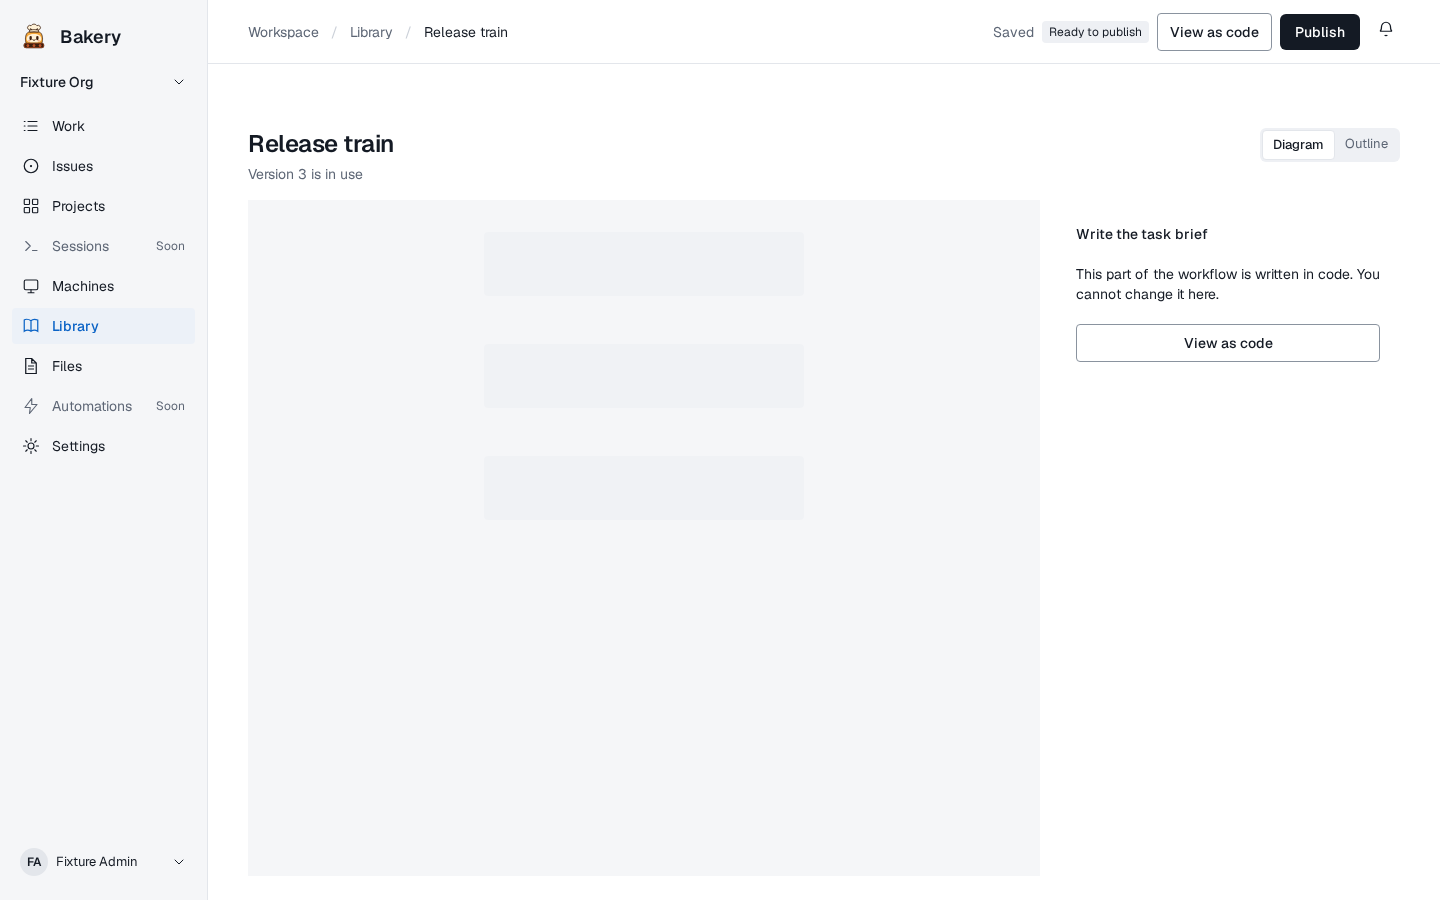 Bakery
Fixture Org
Work
Issues
Projects
Sessions Soon
Machines
Library
Files
Automations Soon
Settings
FA Fixture Admin
Workspace / Library / Release train
Saved Ready to publish View as code Publish
Release train
Version 3 is in use
Diagram Outline
Write the task brief
This part of the workflow is written in code. You
cannot change it here.
View as code